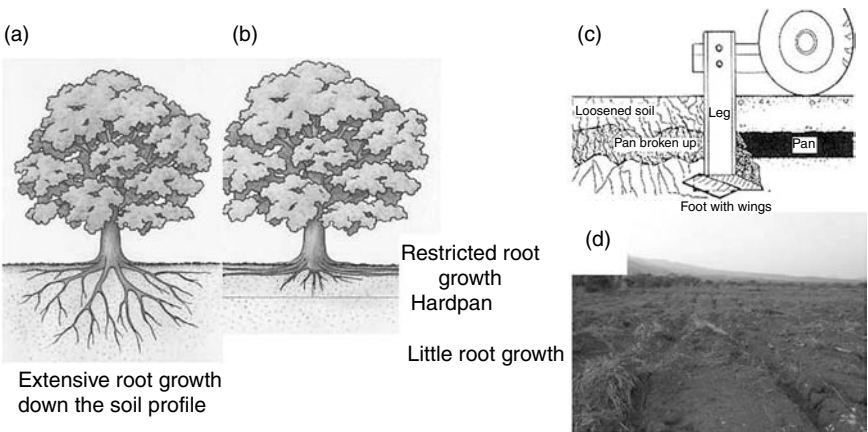 (a)
(b)
Extensive root growth
down the soil profile
Restricted root
growth
Hardpan
Little root growth
(c)
Loosened soil
Leg
Pan broken up
Pan
Foot with wings
(d)